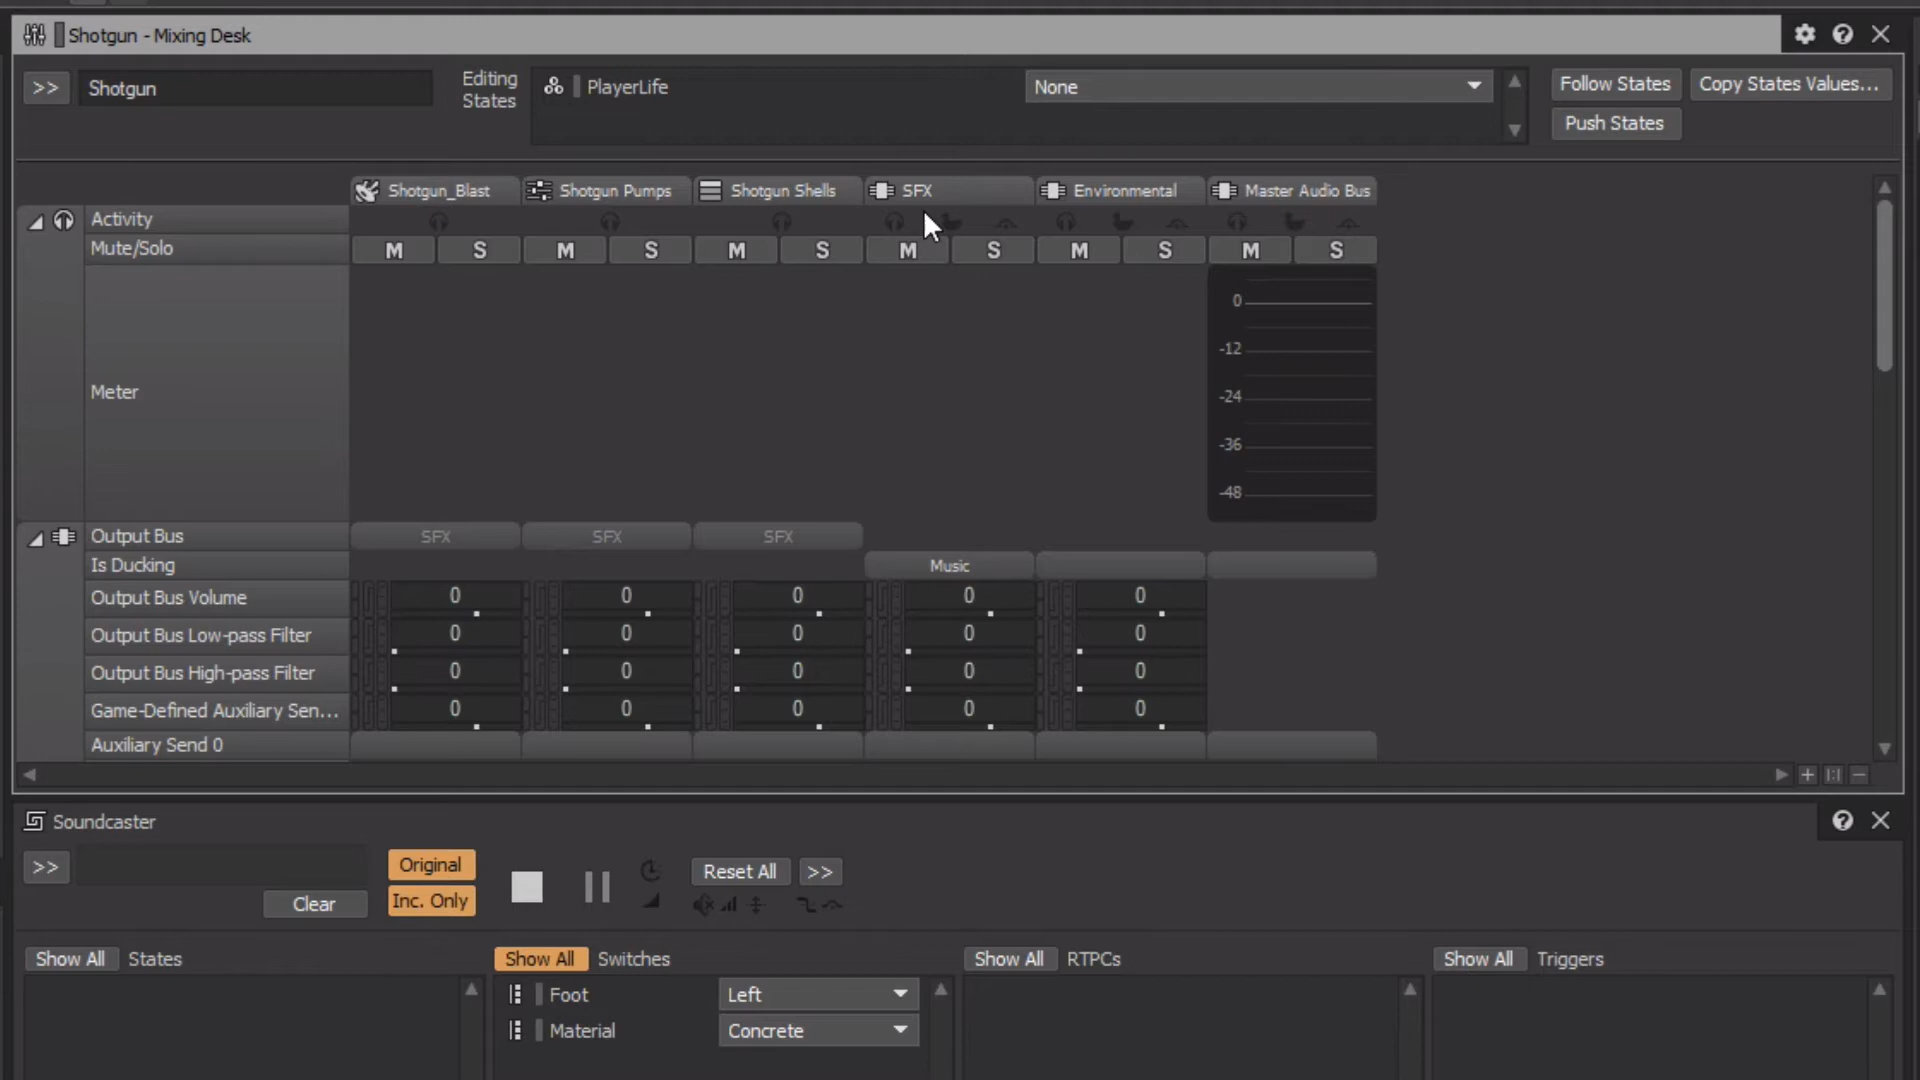 Shotgun - Mixing Desk
>> Shotgun Editing States PlayerLife None Follow States Copy States Values...
Push States
Shotgun_Blast Shotgun Pumps Shotgun Shells SFX Environmental Master Audio Bus
Activity
Mute/Solo M S M S M S M S M S M S
Meter
0
-12
-24
-36
-48
Output Bus SFX SFX SFX
Is Ducking Music
Output Bus Volume 0 0 0 0 0
Output Bus Low-pass Filter 0 0 0 0 0
Output Bus High-pass Filter 0 0 0 0 0
Game-Defined Auxiliary Sen... 0 0 0 0 0
Auxiliary Send 0
Soundcaster
>> Original Reset All >>
Clear Inc. Only
Show All States Show All Switches Show All RTPCs Show All Triggers
Foot Left
Material Concrete